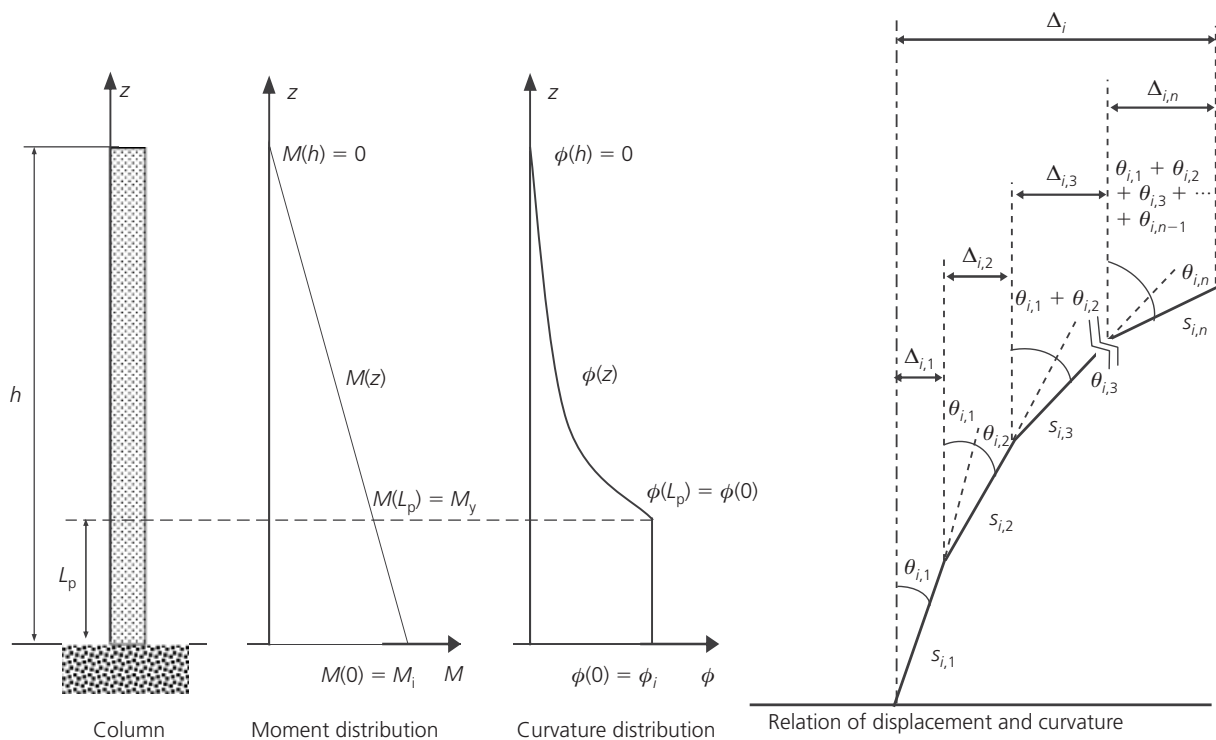 z
h
L_p
Column
z
M(h) = 0
M(z)
M(L_p) = M_y
M(0) = M_i
M
Moment distribution
z
ϕ(h) = 0
ϕ(z)
ϕ(L_p) = ϕ(0)
ϕ(0) = ϕ_i
ϕ
Curvature distribution
Δ_i
Δ_{i,n}
Δ_{i,3}
θ_{i,1} + θ_{i,2}
+ θ_{i,3} + ···
+ θ_{i,n−1}
Δ_{i,2}
θ_{i,n}
θ_{i,1} + θ_{i,2}
s_{i,n}
Δ_{i,1}
θ_{i,3}
θ_{i,1}
θ_{i,2}
s_{i,3}
s_{i,2}
θ_{i,1}
s_{i,1}
Relation of displacement and curvature